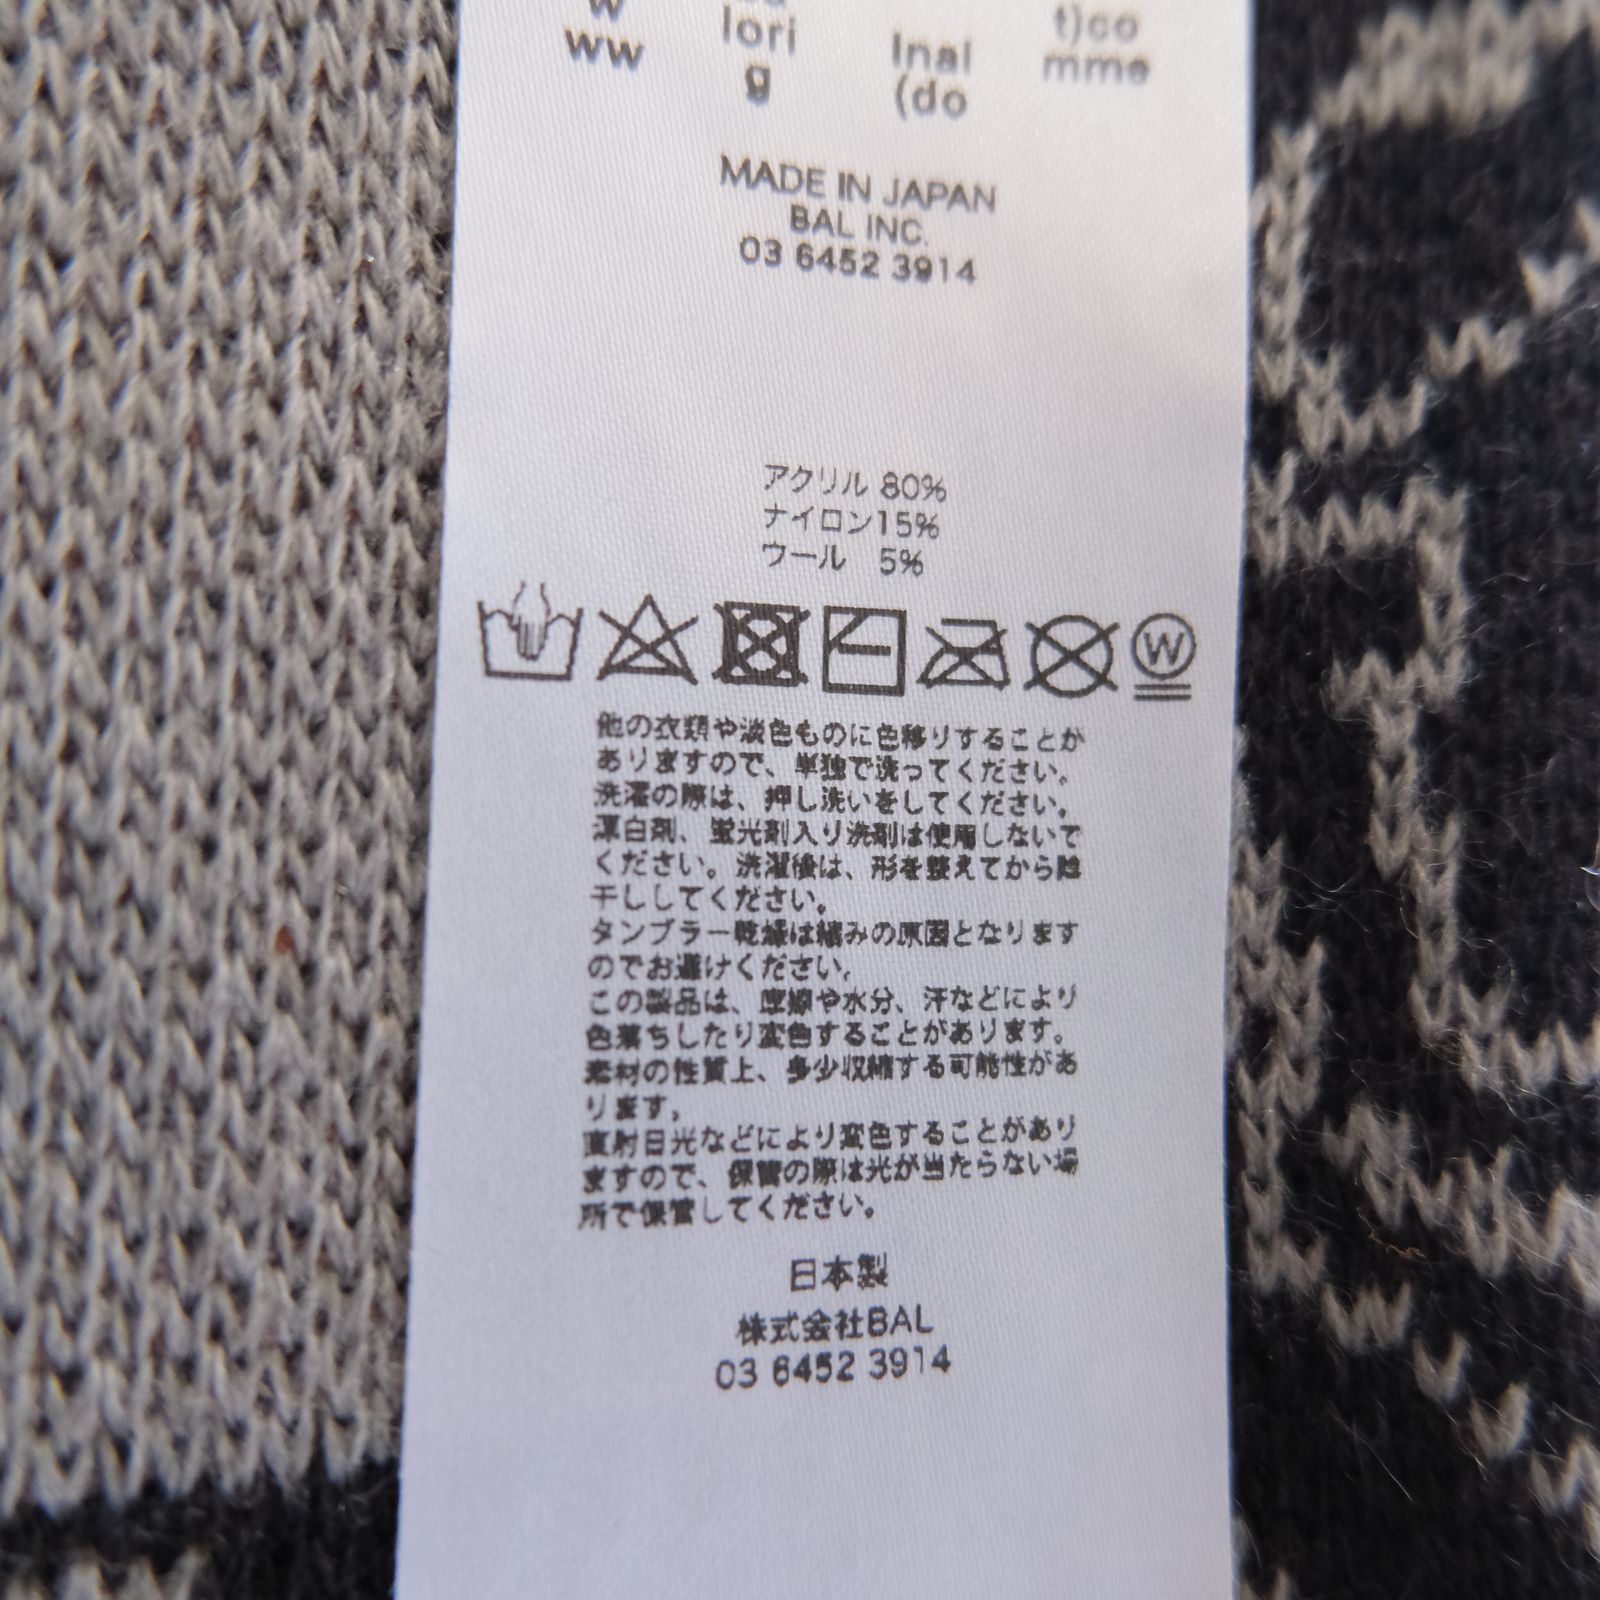 w
ww
lori
g
Inal
(do
t)co
mme
MADE IN JAPAN
BAL INC.
03 6452 3914
アクリル 80%
ナイロン15%
ウール 5%
W
他の衣類や淡色ものに色移りすることが
ありますので、単独で洗ってください。
洗濯の際は、押し洗いをしてください。
漂白剤、蛍光剤入り洗剤は使用しないで
ください。洗濯後は、形を整えてから陰
干ししてください。
タンブラー乾燥は縮みの原因となります
のでお避けください。
この製品は、摩擦や水分、汗などにより
色落ちしたり変色することがあります。
素材の性質上、多少収縮する可能性があ
ります。
直射日光などにより変色することがあり
ますので、保管の際は光が当たらない場
所で保管してください。
日本製
株式会社BAL
03 6452 3914